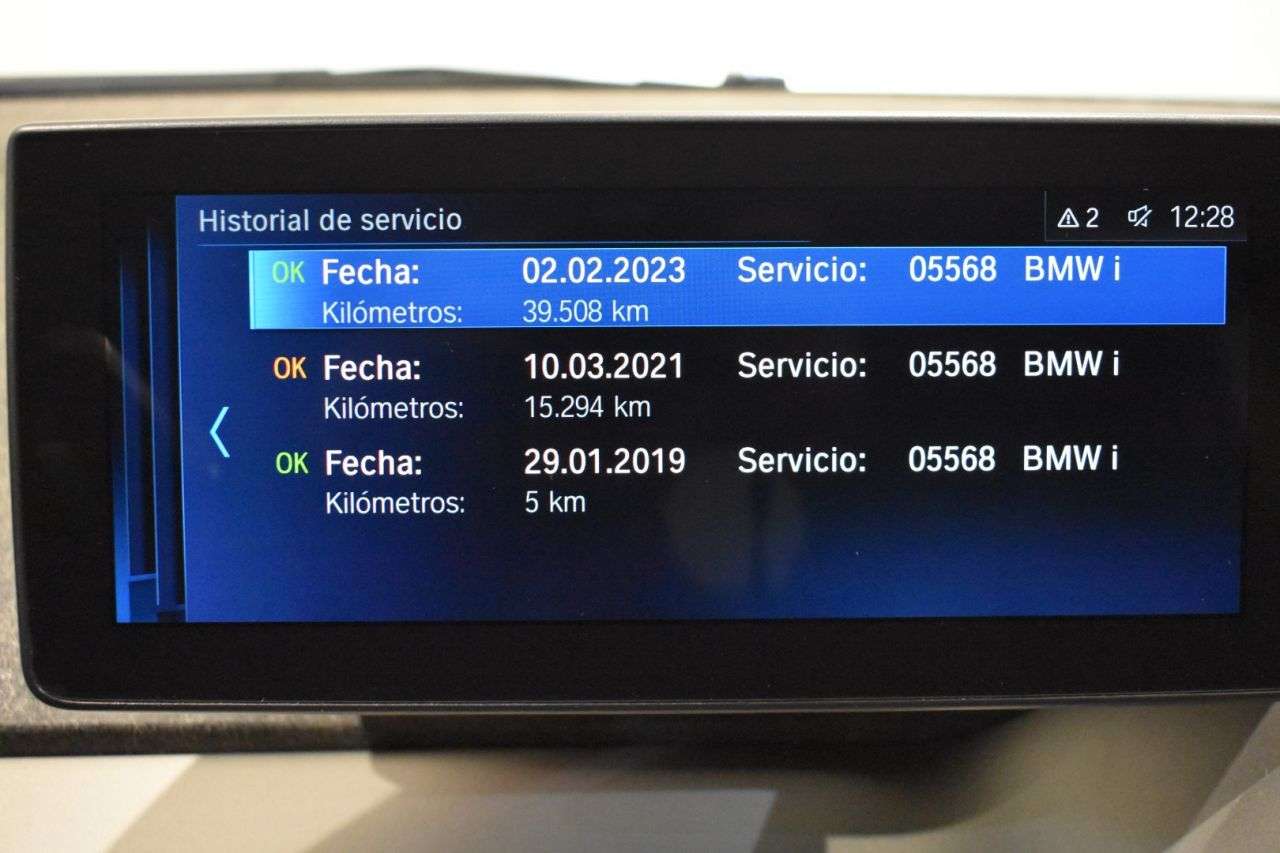 Historial de servicio
2 12:28
OK Fecha: 02.02.2023 Servicio: 05568 BMW i
Kilómetros: 39.508 km
OK Fecha: 10.03.2021 Servicio: 05568 BMW i
Kilómetros: 15.294 km
OK Fecha: 29.01.2019 Servicio: 05568 BMW i
Kilómetros: 5 km